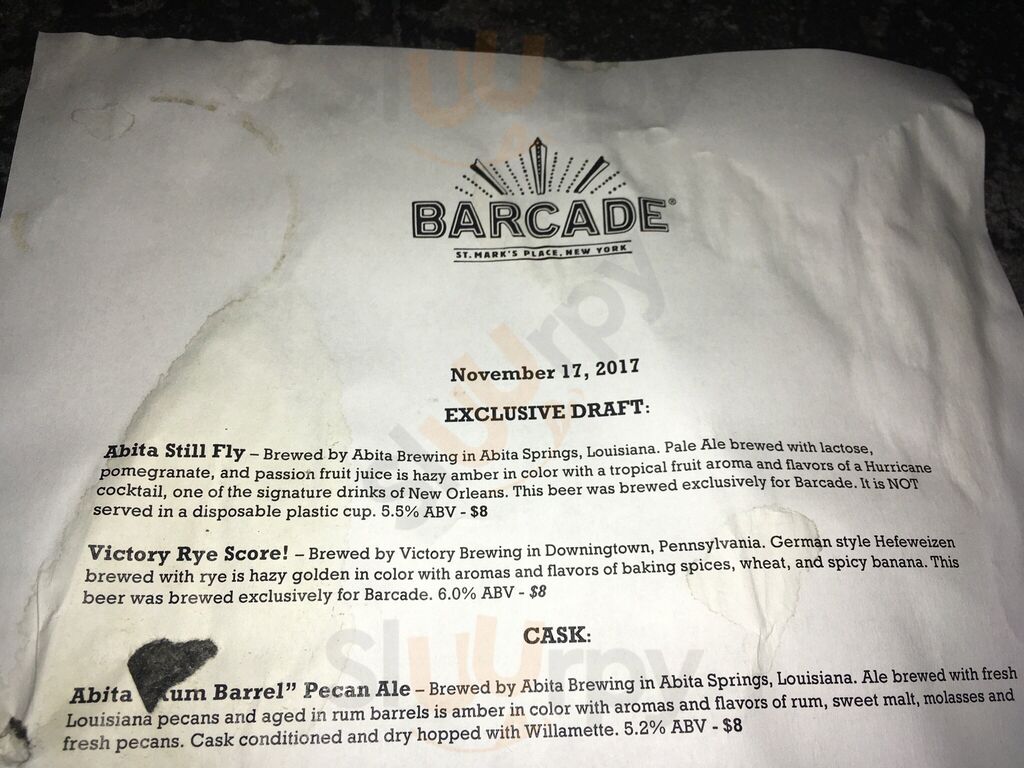 BARCADE®
ST. MARK'S PLACE, NEW YORK
November 17, 2017
EXCLUSIVE DRAFT:
Abita Still Fly – Brewed by Abita Brewing in Abita Springs, Louisiana. Pale Ale brewed with lactose,
pomegranate, and passion fruit juice is hazy amber in color with a tropical fruit aroma and flavors of a Hurricane
cocktail, one of the signature drinks of New Orleans. This beer was brewed exclusively for Barcade. It is NOT
served in a disposable plastic cup. 5.5% ABV - $8
Victory Rye Score! – Brewed by Victory Brewing in Downingtown, Pennsylvania. German style Hefeweizen
brewed with rye is hazy golden in color with aromas and flavors of baking spices, wheat, and spicy banana. This
beer was brewed exclusively for Barcade. 6.0% ABV - $8
CASK:
Abita um Barrel” Pecan Ale – Brewed by Abita Brewing in Abita Springs, Louisiana. Ale brewed with fresh
Louisiana pecans and aged in rum barrels is amber in color with aromas and flavors of rum, sweet malt, molasses and
fresh pecans. Cask conditioned and dry hopped with Willamette. 5.2% ABV - $8
sluurpy
sluurpy
sluurpy